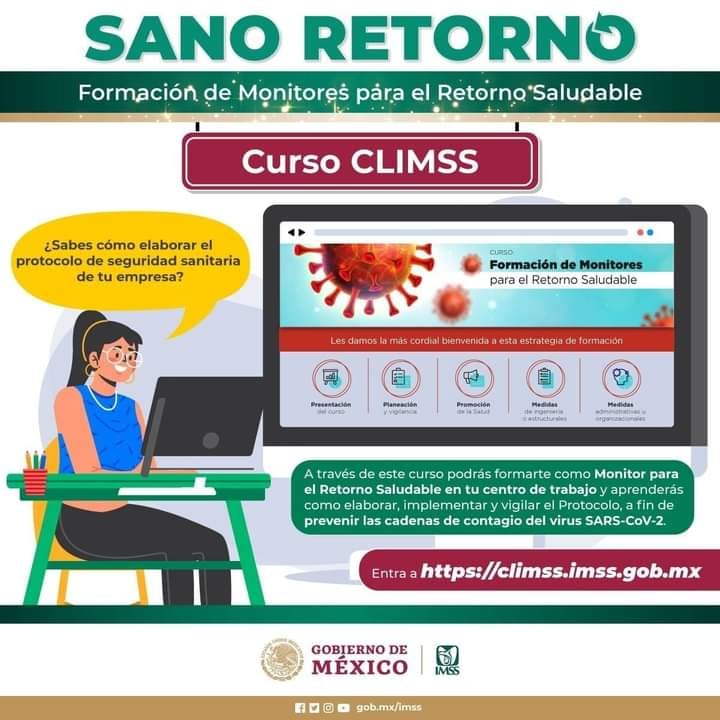 SANO RETORNO
Formación de Monitores para el Retorno Saludable
Curso CLIMSS
¿Sabes cómo elaborar el
protocolo de seguridad sanitaria
de tu empresa?
CURSO
Formación de Monitores
para el Retorno Saludable
Les damos la más cordial bienvenida a esta estrategia de formación
Presentación
del curso
Planeación
y vigilancia
Promoción
de la Salud
Medidas
de ingeniería
o estructurales
Medidas
administrativas u
organizacionales
A través de este curso podrás formarte como Monitor para
el Retorno Saludable en tu centro de trabajo y aprenderás
como elaborar, implementar y vigilar el Protocolo, a fin de
prevenir las cadenas de contagio del virus SARS-CoV-2.
Entra a https://climss.imss.gob.mx
GOBIERNO DE
MÉXICO
IMSS
gob.mx/imss